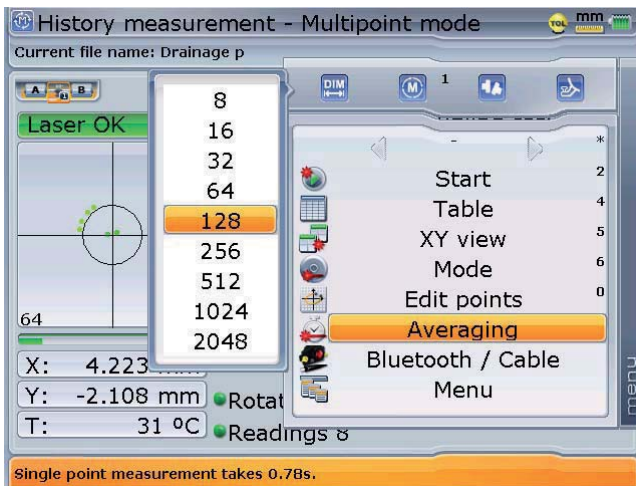 History measurement - Multipoint mode
TOL mm
Current file name: Drainage p
A B
DIM M 1
Laser OK
8
16
32
64
128
256
512
1024
2048
- *
Start 2
Table 4
XY view 5
Mode 6
Edit points 0
Averaging
Bluetooth / Cable
Menu
menu
64
X: 4.223
Y: -2.108 mm
T: 31 ºC
Rotat
Readings 8
Single point measurement takes 0.78s.